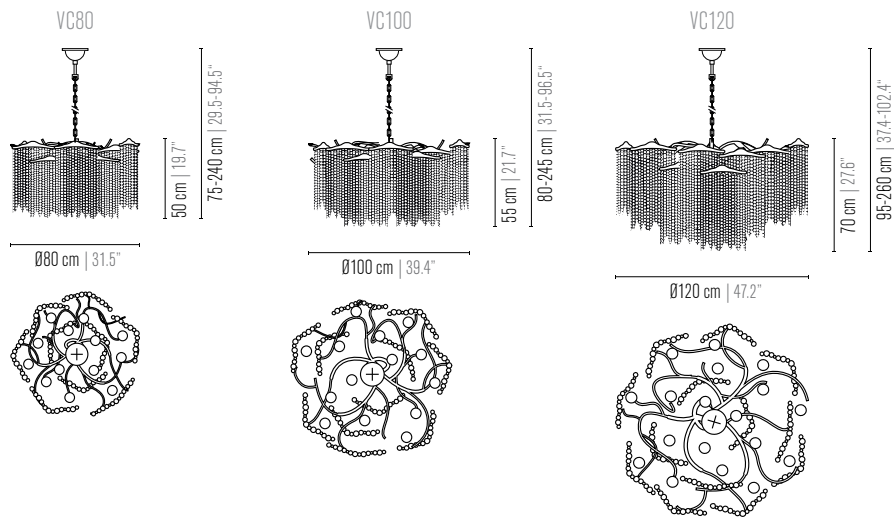 VC80
VC100
VC120
50 cm | 19.7"
75-240 cm | 29.5-94.5"
55 cm | 21.7"
80-245 cm | 31.5-96.5"
70 cm | 27.6"
95-260 cm | 37.4-102.4"
Ø80 cm | 31.5"
Ø100 cm | 39.4"
Ø120 cm | 47.2"